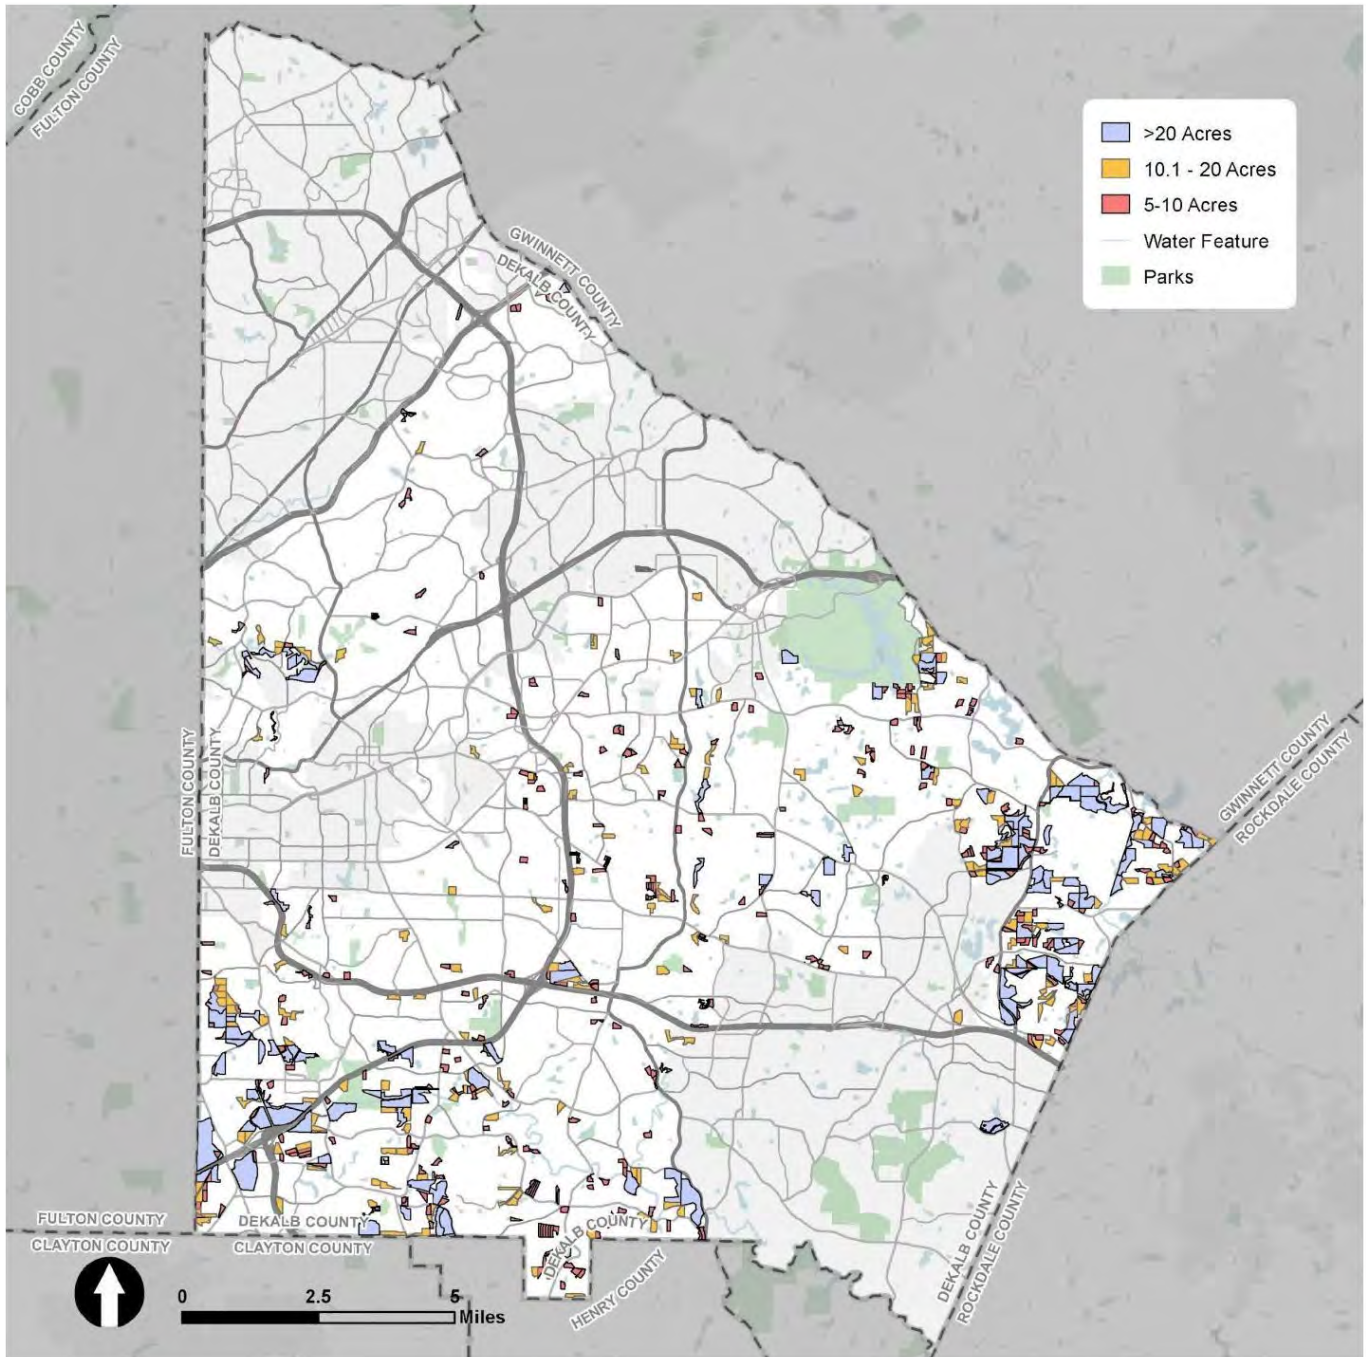 COBB COUNTY
FULTON COUNTY
>20 Acres
10.1 - 20 Acres
5-10 Acres
Water Feature
Parks
GWINNETT COUNTY
DEKALB COUNTY
GWINNETT COUNTY
ROCKDALE COUNTY
FULTON COUNTY
DEKALB COUNTY
FULTON COUNTY
CLAYTON COUNTY
DEKALB COUNTY
CLAYTON COUNTY
DEKALB COUNTY
DEKALB COUNTY
HENRY COUNTY
DEKALB COUNTY
ROCKDALE COUNTY
0 2.5 5
Miles